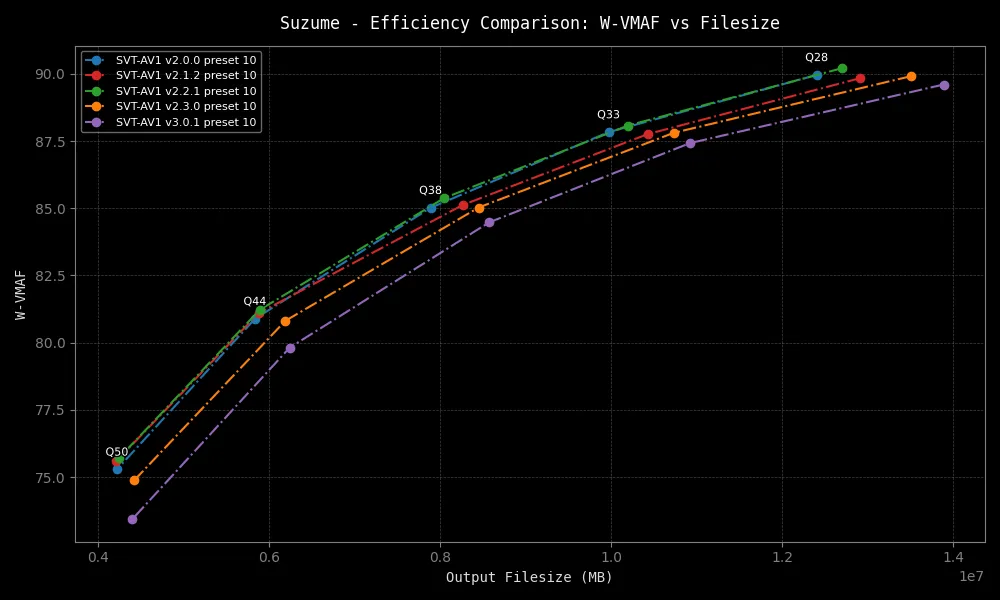 Suzume - Efficiency Comparison: W-VMAF vs Filesize
SVT-AV1 v2.0.0 preset 10
SVT-AV1 v2.1.2 preset 10
SVT-AV1 v2.2.1 preset 10
SVT-AV1 v2.3.0 preset 10
SVT-AV1 v3.0.1 preset 10
Q28
Q33
Q38
Q44
Q50
W-VMAF
90.0
87.5
85.0
82.5
80.0
77.5
75.0
0.4 0.6 0.8 1.0 1.2 1.4
1e7
Output Filesize (MB)